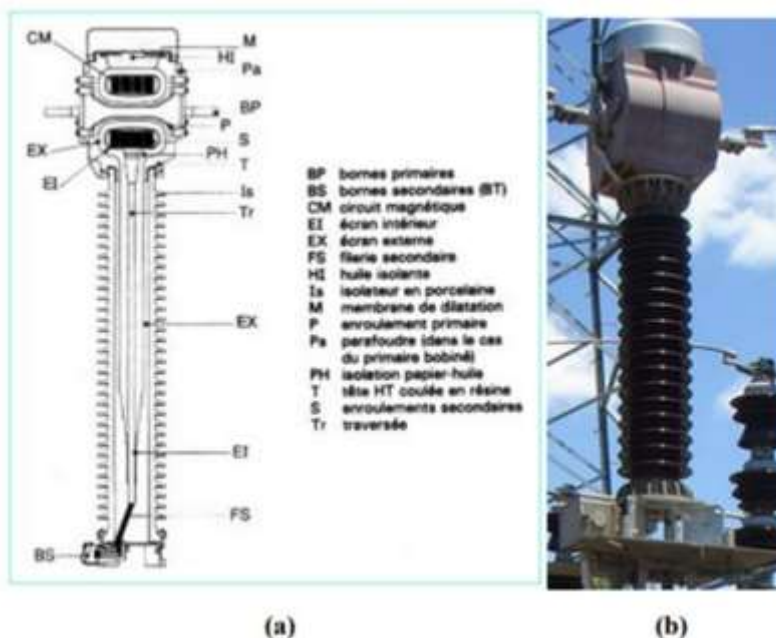 CM
M
HI
Pa
BP
P
EX
S
EI
PH
T
Is
Tr
EX
EI
FS
BS
BP bornes primaires
BS bornes secondaires (BT)
CM circuit magnétique
EI écran intérieur
EX écran externe
FS filerie secondaire
HI huile isolante
Is isolateur en porcelaine
M membrane de dilatation
P enroulement primaire
Pa parafoudre (dans le cas
du primaire bobiné)
PH isolation papier-huile
T tête HT coulée en résine
S enroulements secondaires
Tr traversée
(a)
(b)